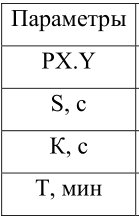 Параметры
PX.Y
S, с
К, с
Т, мин